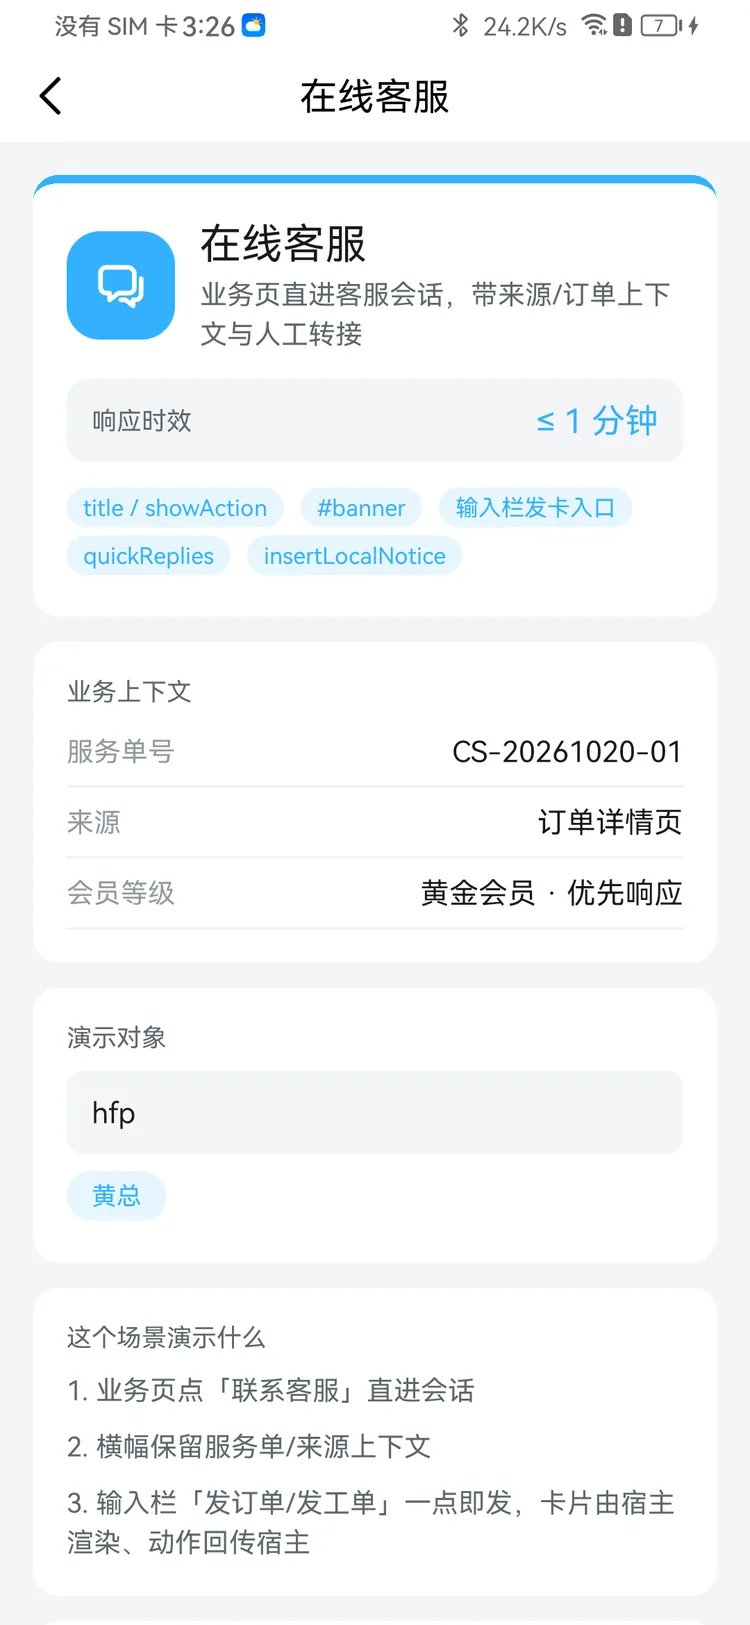 没有 SIM 卡 3:26
24.2K/s
7
在线客服
在线客服
业务页直进客服会话，带来源/订单上下
文与人工转接
响应时效
≤ 1 分钟
title / showAction
#banner
输入栏发卡入口
quickReplies
insertLocalNotice
业务上下文
服务单号
CS-20261020-01
来源
订单详情页
会员等级
黄金会员 · 优先响应
演示对象
hfp
黄总
这个场景演示什么
1. 业务页点「联系客服」直进会话
2. 横幅保留服务单/来源上下文
3. 输入栏「发订单/发工单」一点即发，卡片由宿主
渲染、动作回传宿主